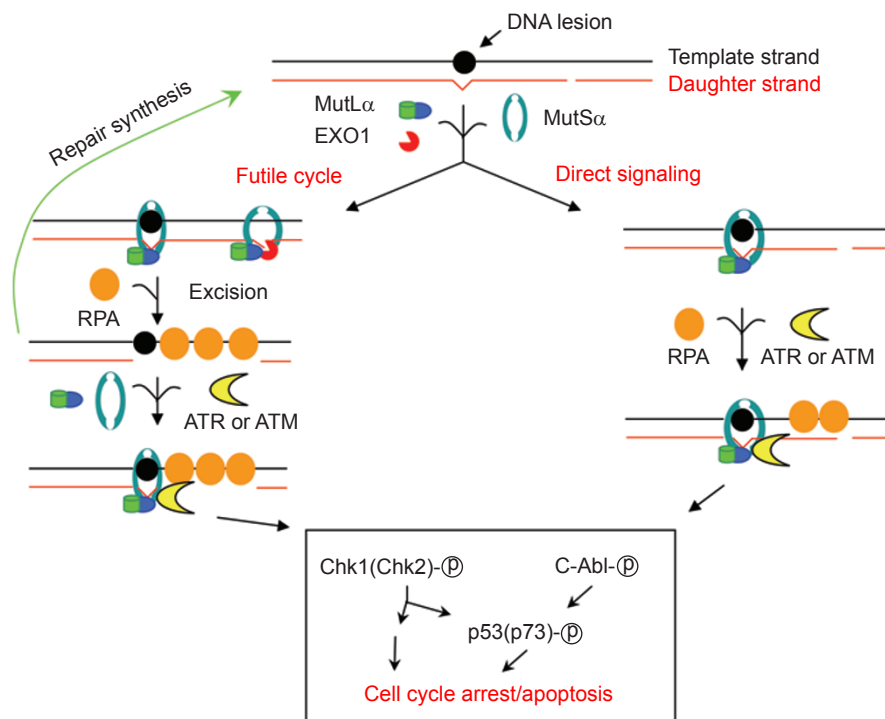 DNA lesion
Template strand
Daughter strand
MutLα
EXO1
MutSα
Repair synthesis
Futile cycle
Direct signaling
RPA
Excision
RPA
ATR or ATM
ATR or ATM
Chk1(Chk2)-ⓟ
C-Abl-ⓟ
p53(p73)-ⓟ
Cell cycle arrest/apoptosis